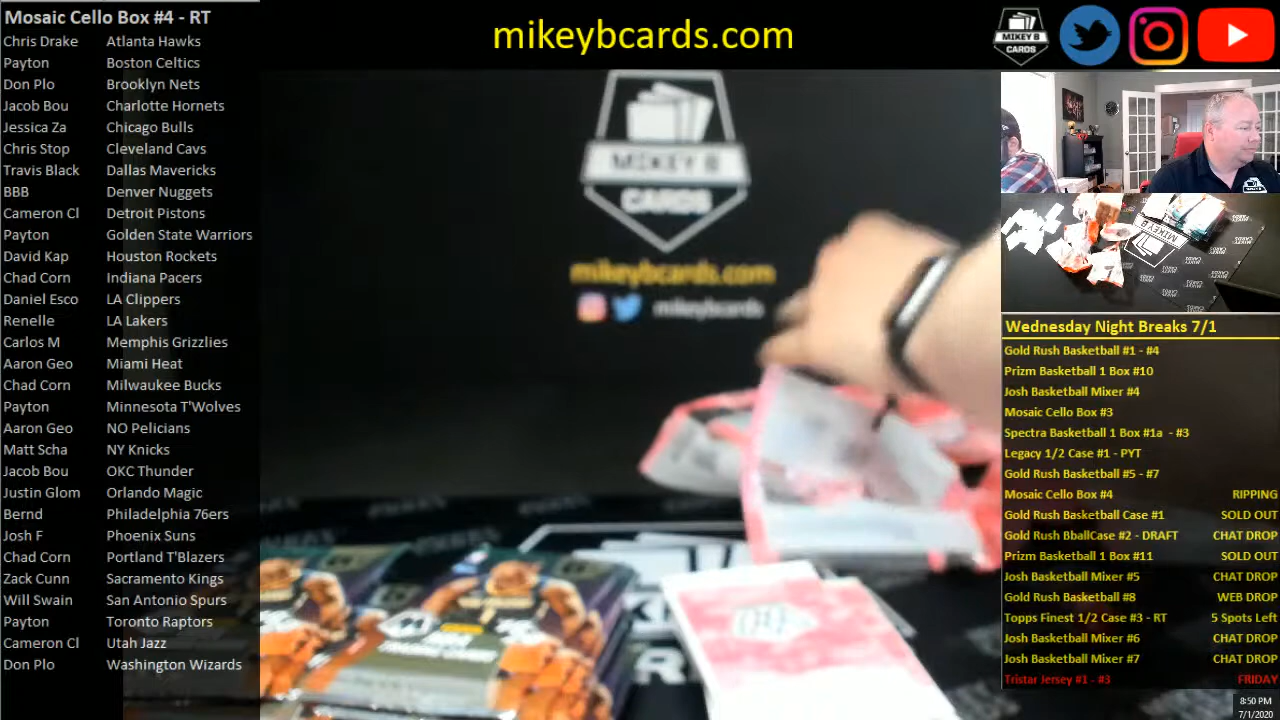 Mosaic Cello Box #4 - RT
Chris Drake Atlanta Hawks
Payton Boston Celtics
Don Plo Brooklyn Nets
Jacob Bou Charlotte Hornets
Jessica Za Chicago Bulls
Chris Stop Cleveland Cavs
Travis Black Dallas Mavericks
BBB Denver Nuggets
Cameron Cl Detroit Pistons
Payton Golden State Warriors
David Kap Houston Rockets
Chad Corn Indiana Pacers
Daniel Esco LA Clippers
Renelle LA Lakers
Carlos M Memphis Grizzlies
Aaron Geo Miami Heat
Chad Corn Milwaukee Bucks
Payton Minnesota T'Wolves
Aaron Geo NO Pelicians
Matt Scha NY Knicks
Jacob Bou OKC Thunder
Justin Glom Orlando Magic
Bernd Philadelphia 76ers
Josh F Phoenix Suns
Chad Corn Portland T'Blazers
Zack Cunn Sacramento Kings
Will Swain San Antonio Spurs
Payton Toronto Raptors
Cameron Cl Utah Jazz
Don Plo Washington Wizards
mikeybcards.com
MIKEY B
CARDS
MIKEY B
CARDS
mikeybcards.com
mikeybcards
Wednesday Night Breaks 7/1
Gold Rush Basketball #1 - #4
Prizm Basketball 1 Box #10
Josh Basketball Mixer #4
Mosaic Cello Box #3
Spectra Basketball 1 Box #1a - #3
Legacy 1/2 Case #1 - PYT
Gold Rush Basketball #5 - #7
Mosaic Cello Box #4 RIPPING
Gold Rush Basketball Case #1 SOLD OUT
Gold Rush BballCase #2 - DRAFT CHAT DROP
Prizm Basketball 1 Box #11 SOLD OUT
Josh Basketball Mixer #5 CHAT DROP
Gold Rush Basketball #8 WEB DROP
Topps Finest 1/2 Case #3 - RT 5 Spots Left
Josh Basketball Mixer #6 CHAT DROP
Josh Basketball Mixer #7 CHAT DROP
Tristar Jersey #1 - #3 FRIDAY
8:50 PM
7/1/2020